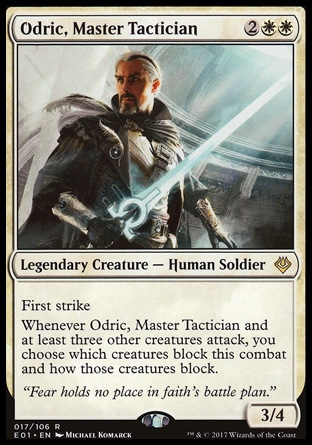 Odric, Master Tactician 2
Legendary Creature — Human Soldier
First strike
Whenever Odric, Master Tactician and
at least three other creatures attack, you
choose which creatures block this combat
and how those creatures block.
“Fear holds no place in faith’s battle plan.”
3/4
017/106 R
E01 • EN Michael Komarck
™ & © 2017 Wizards of the Coast